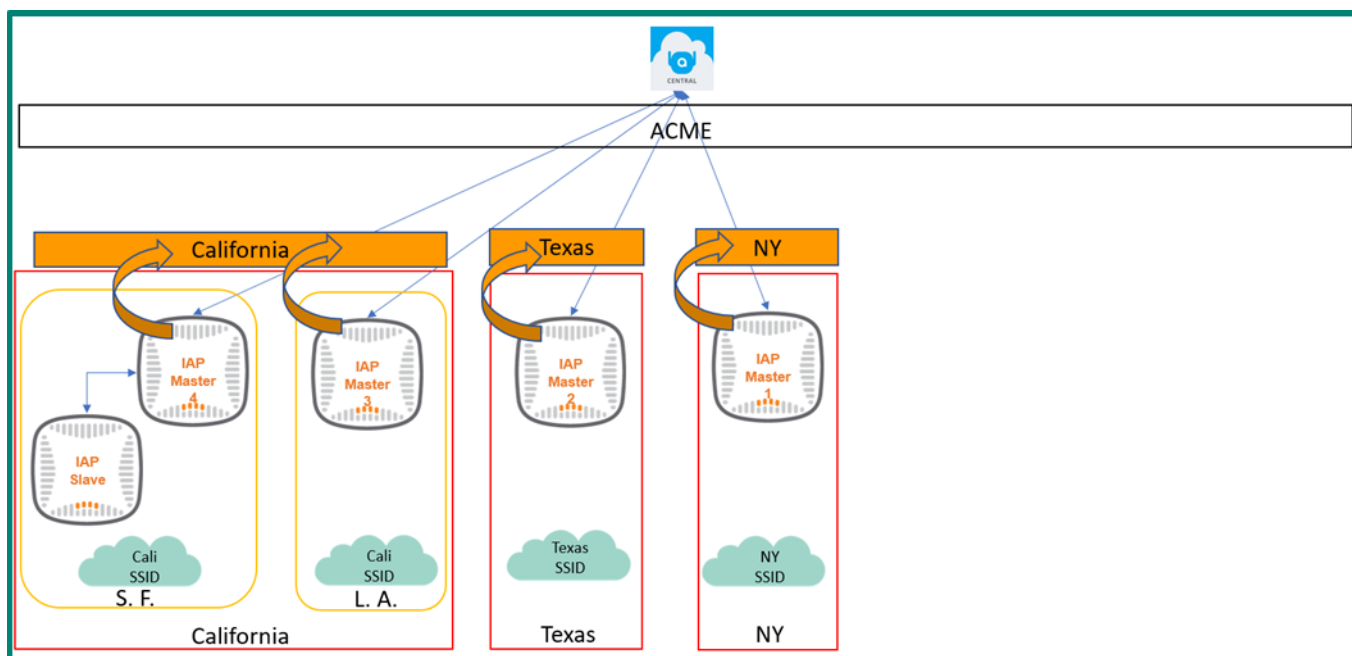 a
CENTRAL
ACME
California
Texas
NY
IAP
Master
4
IAP
Master
3
IAP
Master
2
IAP
Master
1
IAP
Slave
Cali
SSID
Cali
SSID
Texas
SSID
NY
SSID
S. F.
L. A.
California
Texas
NY